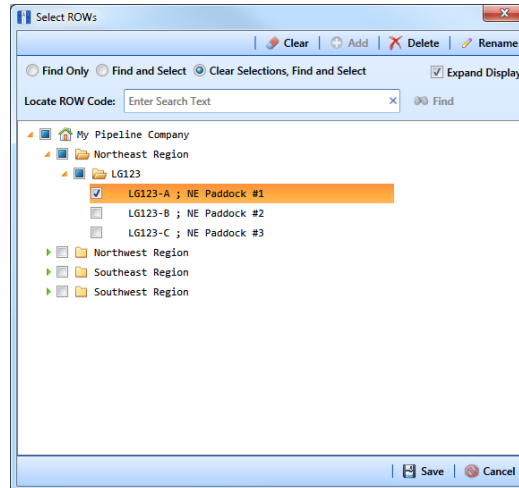 Select ROWs
Clear Add Delete Rename
Find Only Find and Select Clear Selections, Find and Select Expand Display
Locate ROW Code: Enter Search Text Find
My Pipeline Company
Northeast Region
LG123
LG123-A ; NE Paddock #1
LG123-B ; NE Paddock #2
LG123-C ; NE Paddock #3
Northwest Region
Southeast Region
Southwest Region
Save Cancel